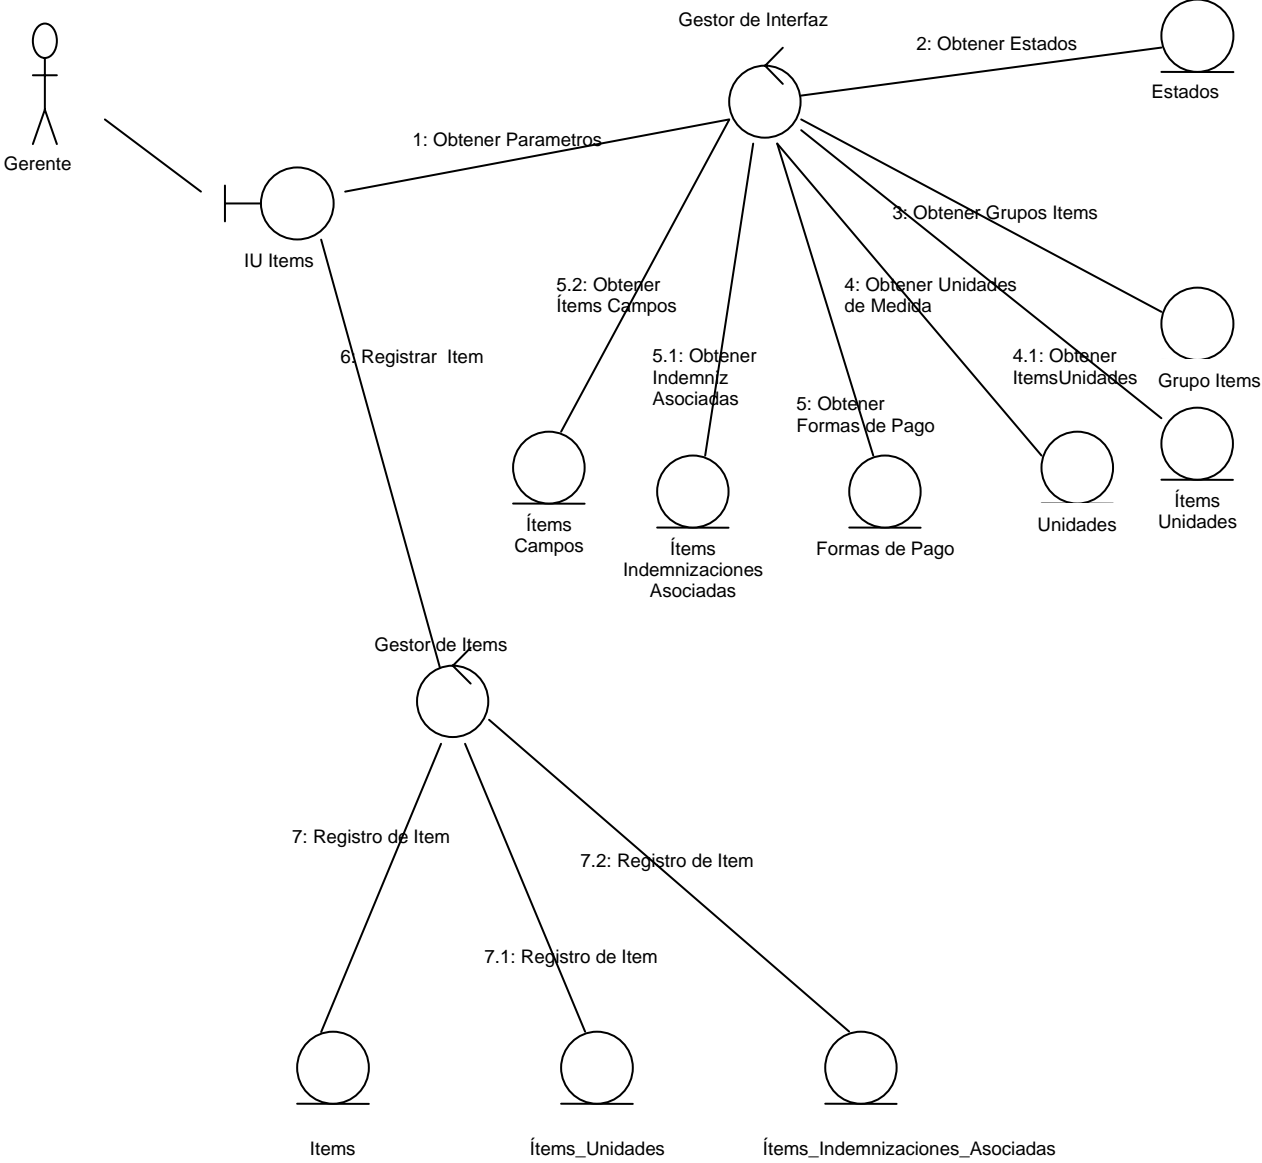 Gestor de Interfaz
2: Obtener Estados
Estados
Gerente
1: Obtener Parametros
IU Items
3: Obtener Grupos Items
5.2: Obtener
Ítems Campos
4: Obtener Unidades
de Medida
6: Registrar  Item
5.1: Obtener
Indemniz
Asociadas
4.1: Obtener
ItemsUnidades
Grupo Items
5: Obtener
Formas de Pago
Ítems
Campos
Ítems
Indemnizaciones
Asociadas
Formas de Pago
Unidades
Ítems
Unidades
Gestor de Items
7: Registro de Item
7.2: Registro de Item
7.1: Registro de Item
Items
Ítems_Unidades
Ítems_Indemnizaciones_Asociadas